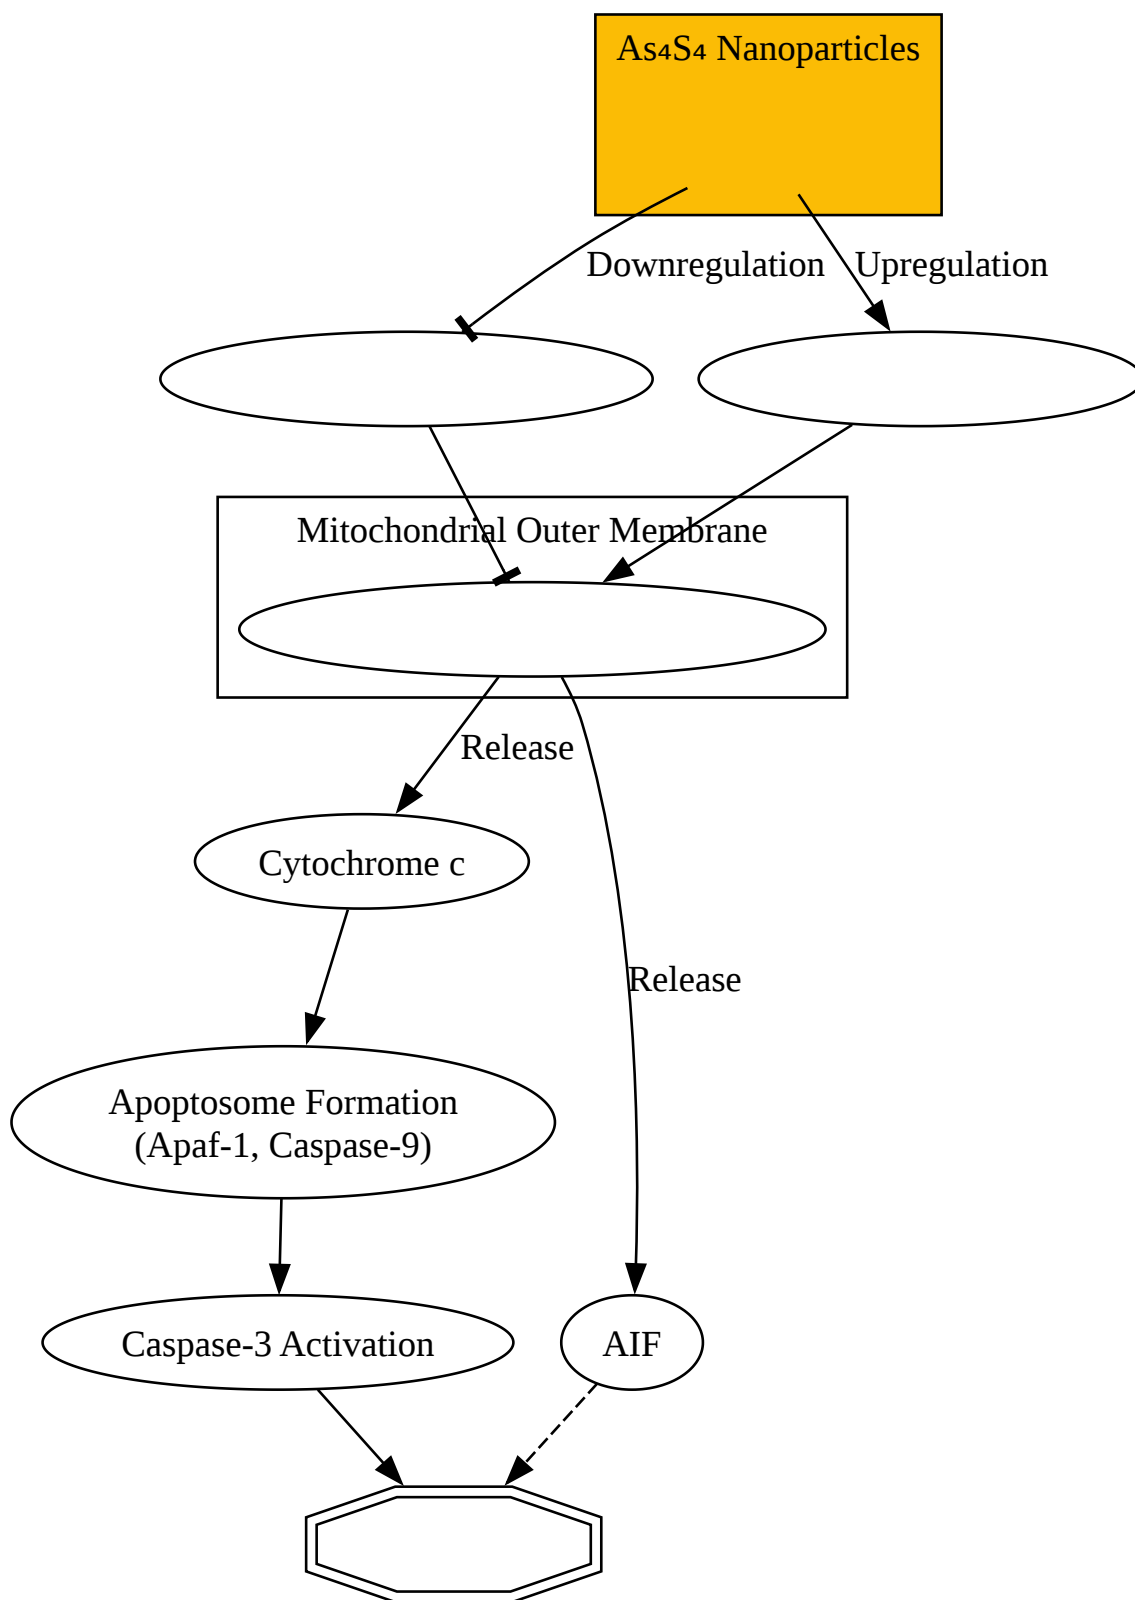 As₄S₄ Nanoparticles
Downregulation
Upregulation
Mitochondrial Outer Membrane
Release
Cytochrome c
Release
Apoptosome Formation
(Apaf-1, Caspase-9)
Caspase-3 Activation
AIF